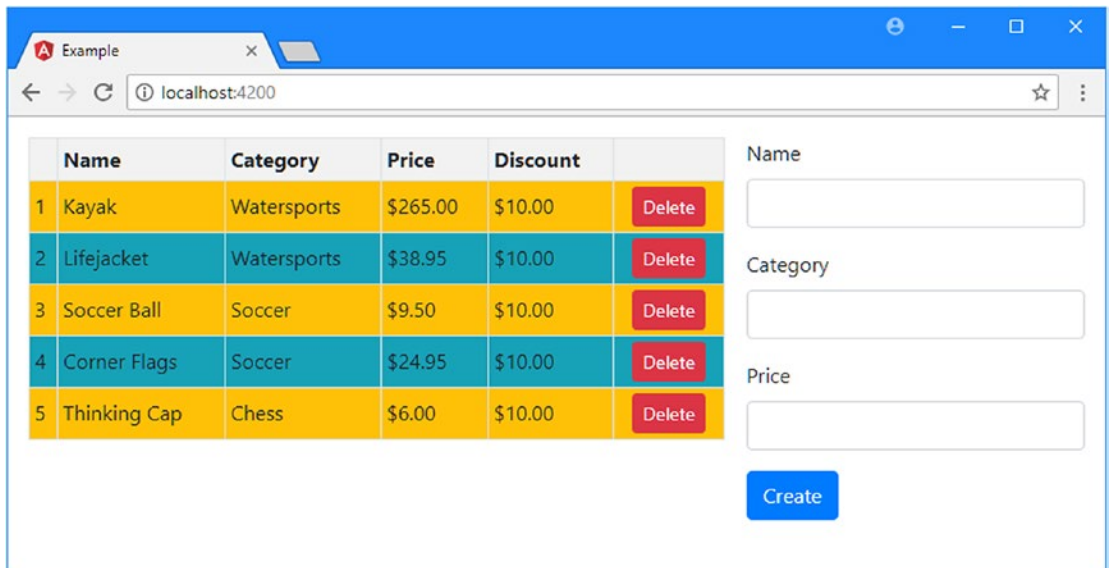 Example
localhost:4200
Name Category Price Discount
1 Kayak Watersports $265.00 $10.00 Delete
2 Lifejacket Watersports $38.95 $10.00 Delete
3 Soccer Ball Soccer $9.50 $10.00 Delete
4 Corner Flags Soccer $24.95 $10.00 Delete
5 Thinking Cap Chess $6.00 $10.00 Delete
Name
Category
Price
Create